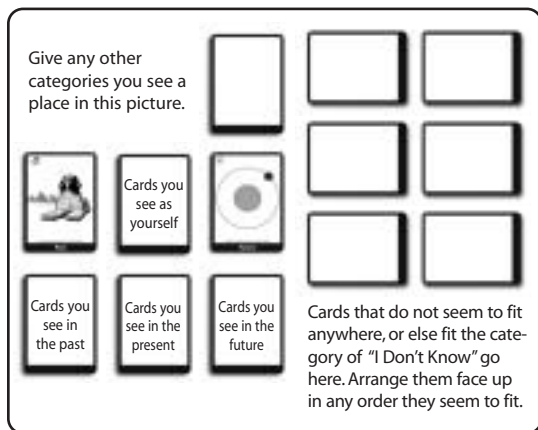 Give any other
categories you see a
place in this picture.
Cards you
see as
yourself
Cards you
see in
the past
Cards you
see in the
present
Cards you
see in the
future
Cards that do not seem to fit
anywhere, or else fit the cate-
gory of “I Don’t Know” go
here. Arrange them face up
in any order they seem to fit.